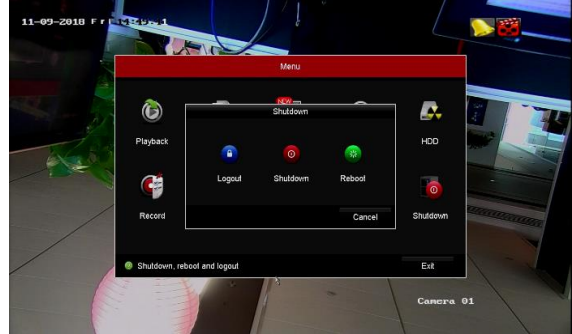 11-09-2018 Fri
Menu
NEW
Shutdown
Playback
HDD
Logout
Shutdown
Reboot
Record
Cancel
Shutdown
Shutdown, reboot and logout
Exit
Camera 01